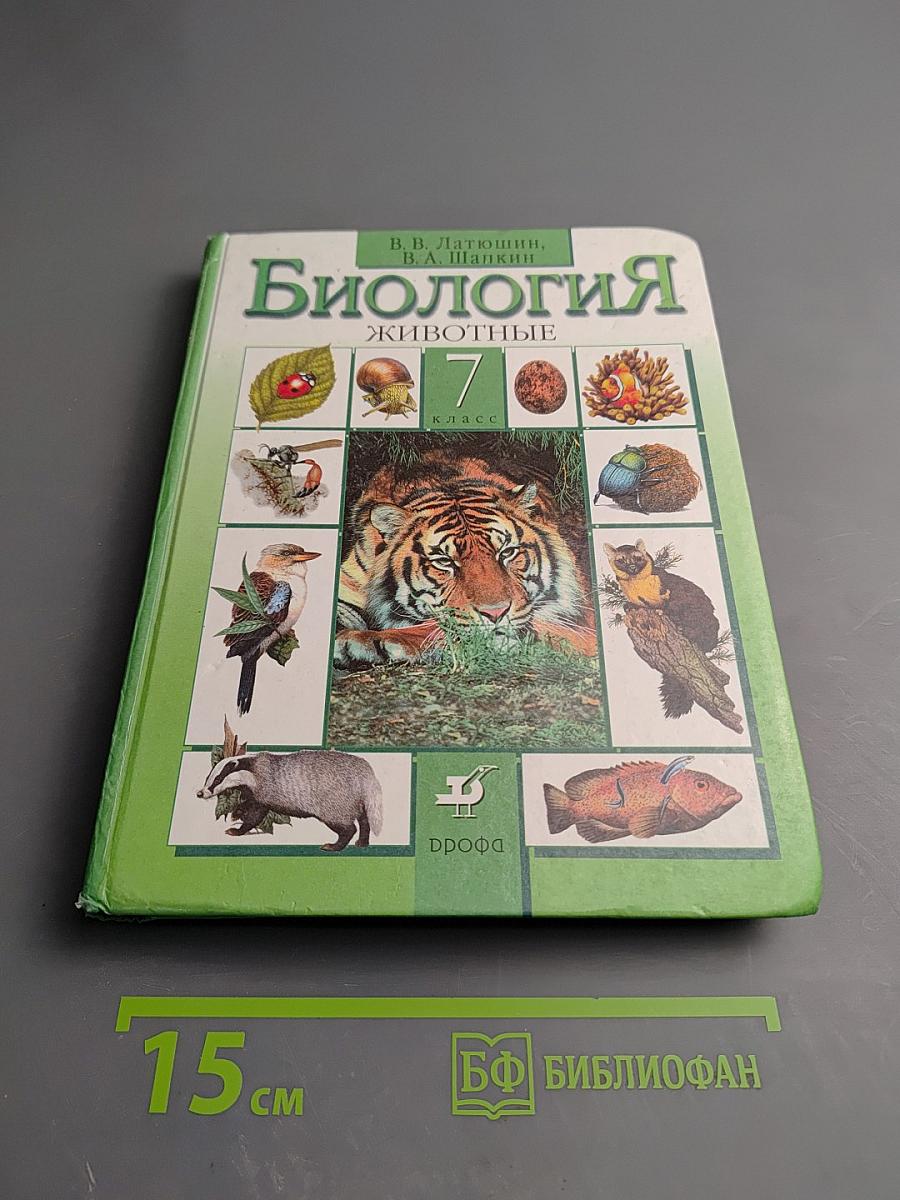 В. В. Латюшин,
В. А. Шапкин
БИОЛОГИЯ
ЖИВОТНЫЕ
7
класс
дрофа
15 см
БФ БИБЛИОФАН